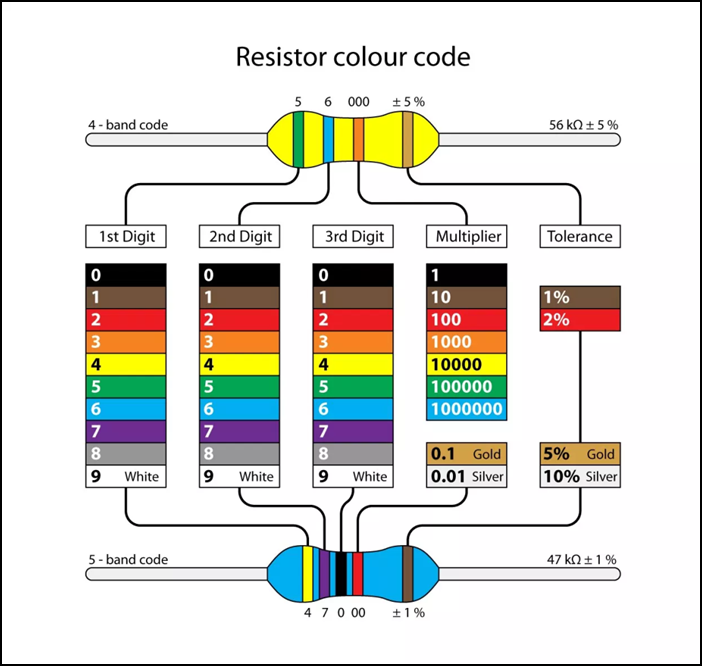 Resistor colour code
5 6 000 ± 5 %
4 - band code 56 kΩ ± 5 %
1st Digit 2nd Digit 3rd Digit Multiplier Tolerance
0 0 0 1
1 1 1 10 1%
2 2 2 100 2%
3 3 3 1000
4 4 4 10000
5 5 5 100000
6 6 6 1000000
7 7 7
8 8 8 0.1 Gold 5% Gold
9 White 9 White 9 White 0.01 Silver 10% Silver
5 - band code 47 kΩ ± 1 %
4 7 0 00 ± 1 %